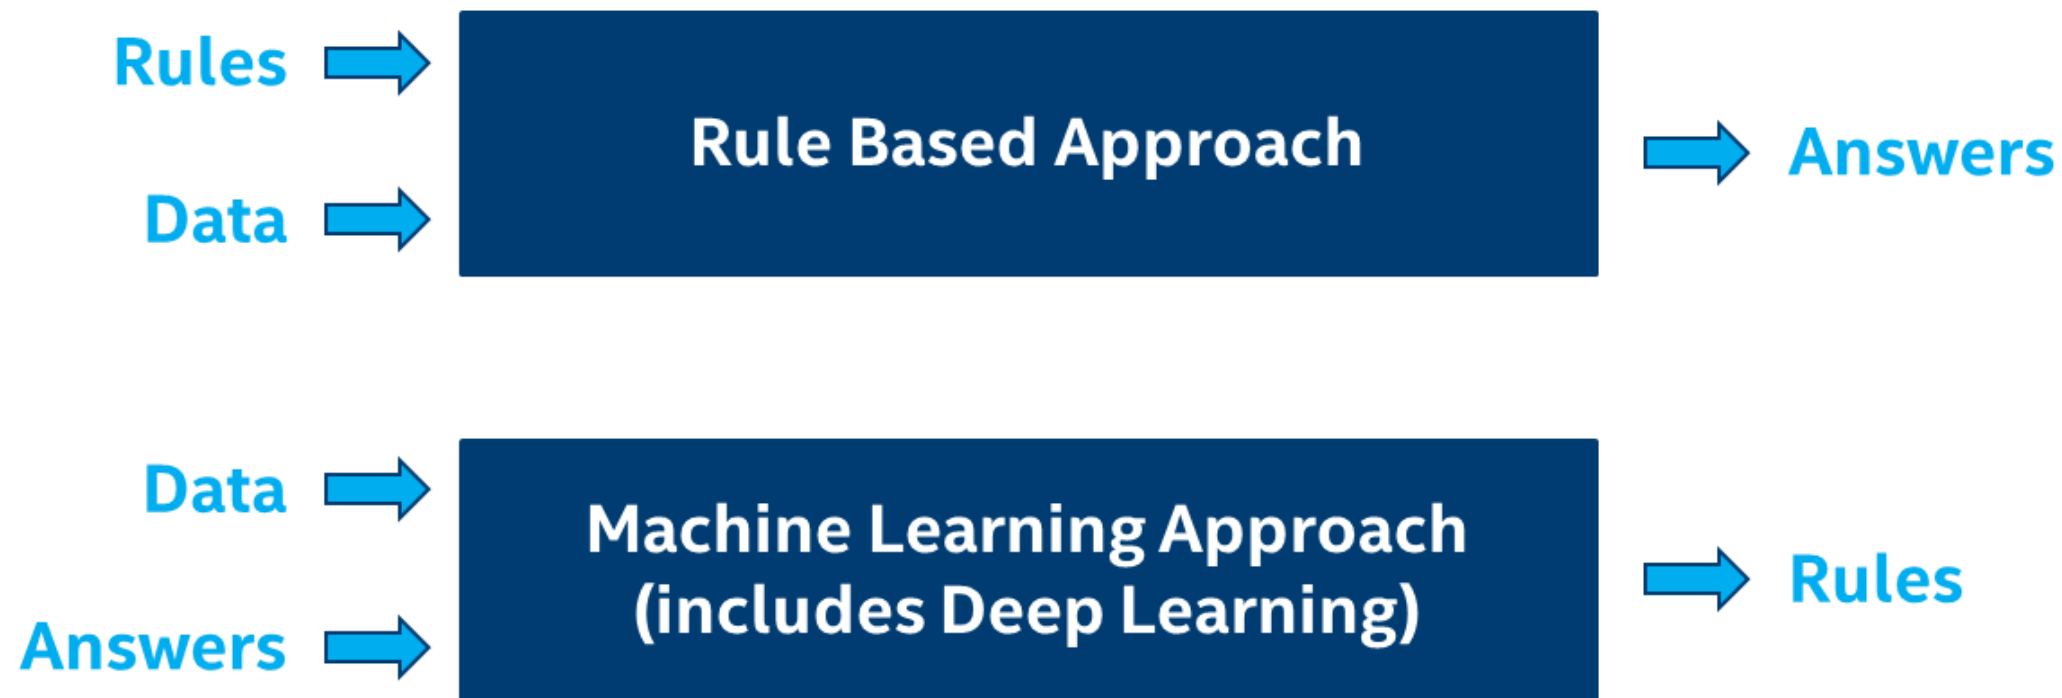 Rules
Data
Rule Based Approach
Answers
Data
Answers
Machine Learning Approach
(includes Deep Learning)
Rules